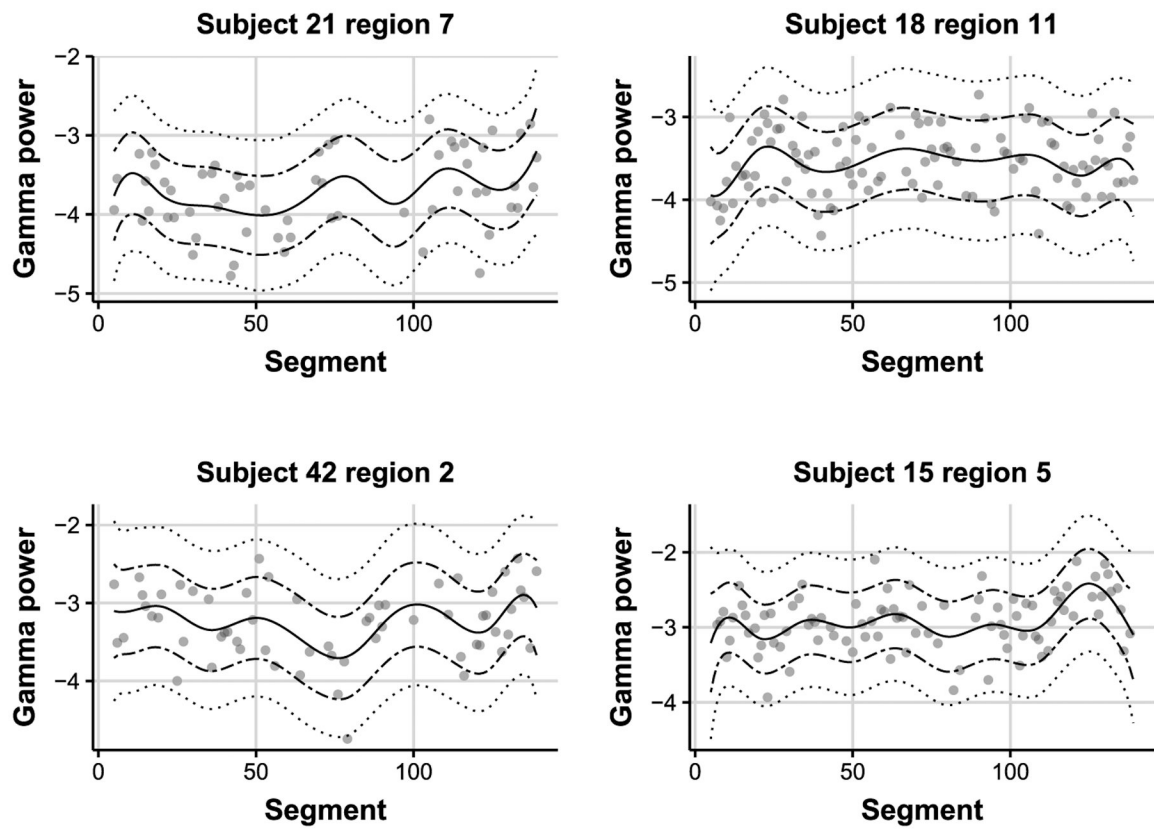 Subject 21 region 7
Subject 18 region 11
Gamma power
−2
−3
−4
−5
0
50
100
Segment
Gamma power
−3
−4
−5
0
50
100
Segment
Subject 42 region 2
Subject 15 region 5
Gamma power
−2
−3
−4
0
50
100
Segment
Gamma power
−2
−3
−4
0
50
100
Segment